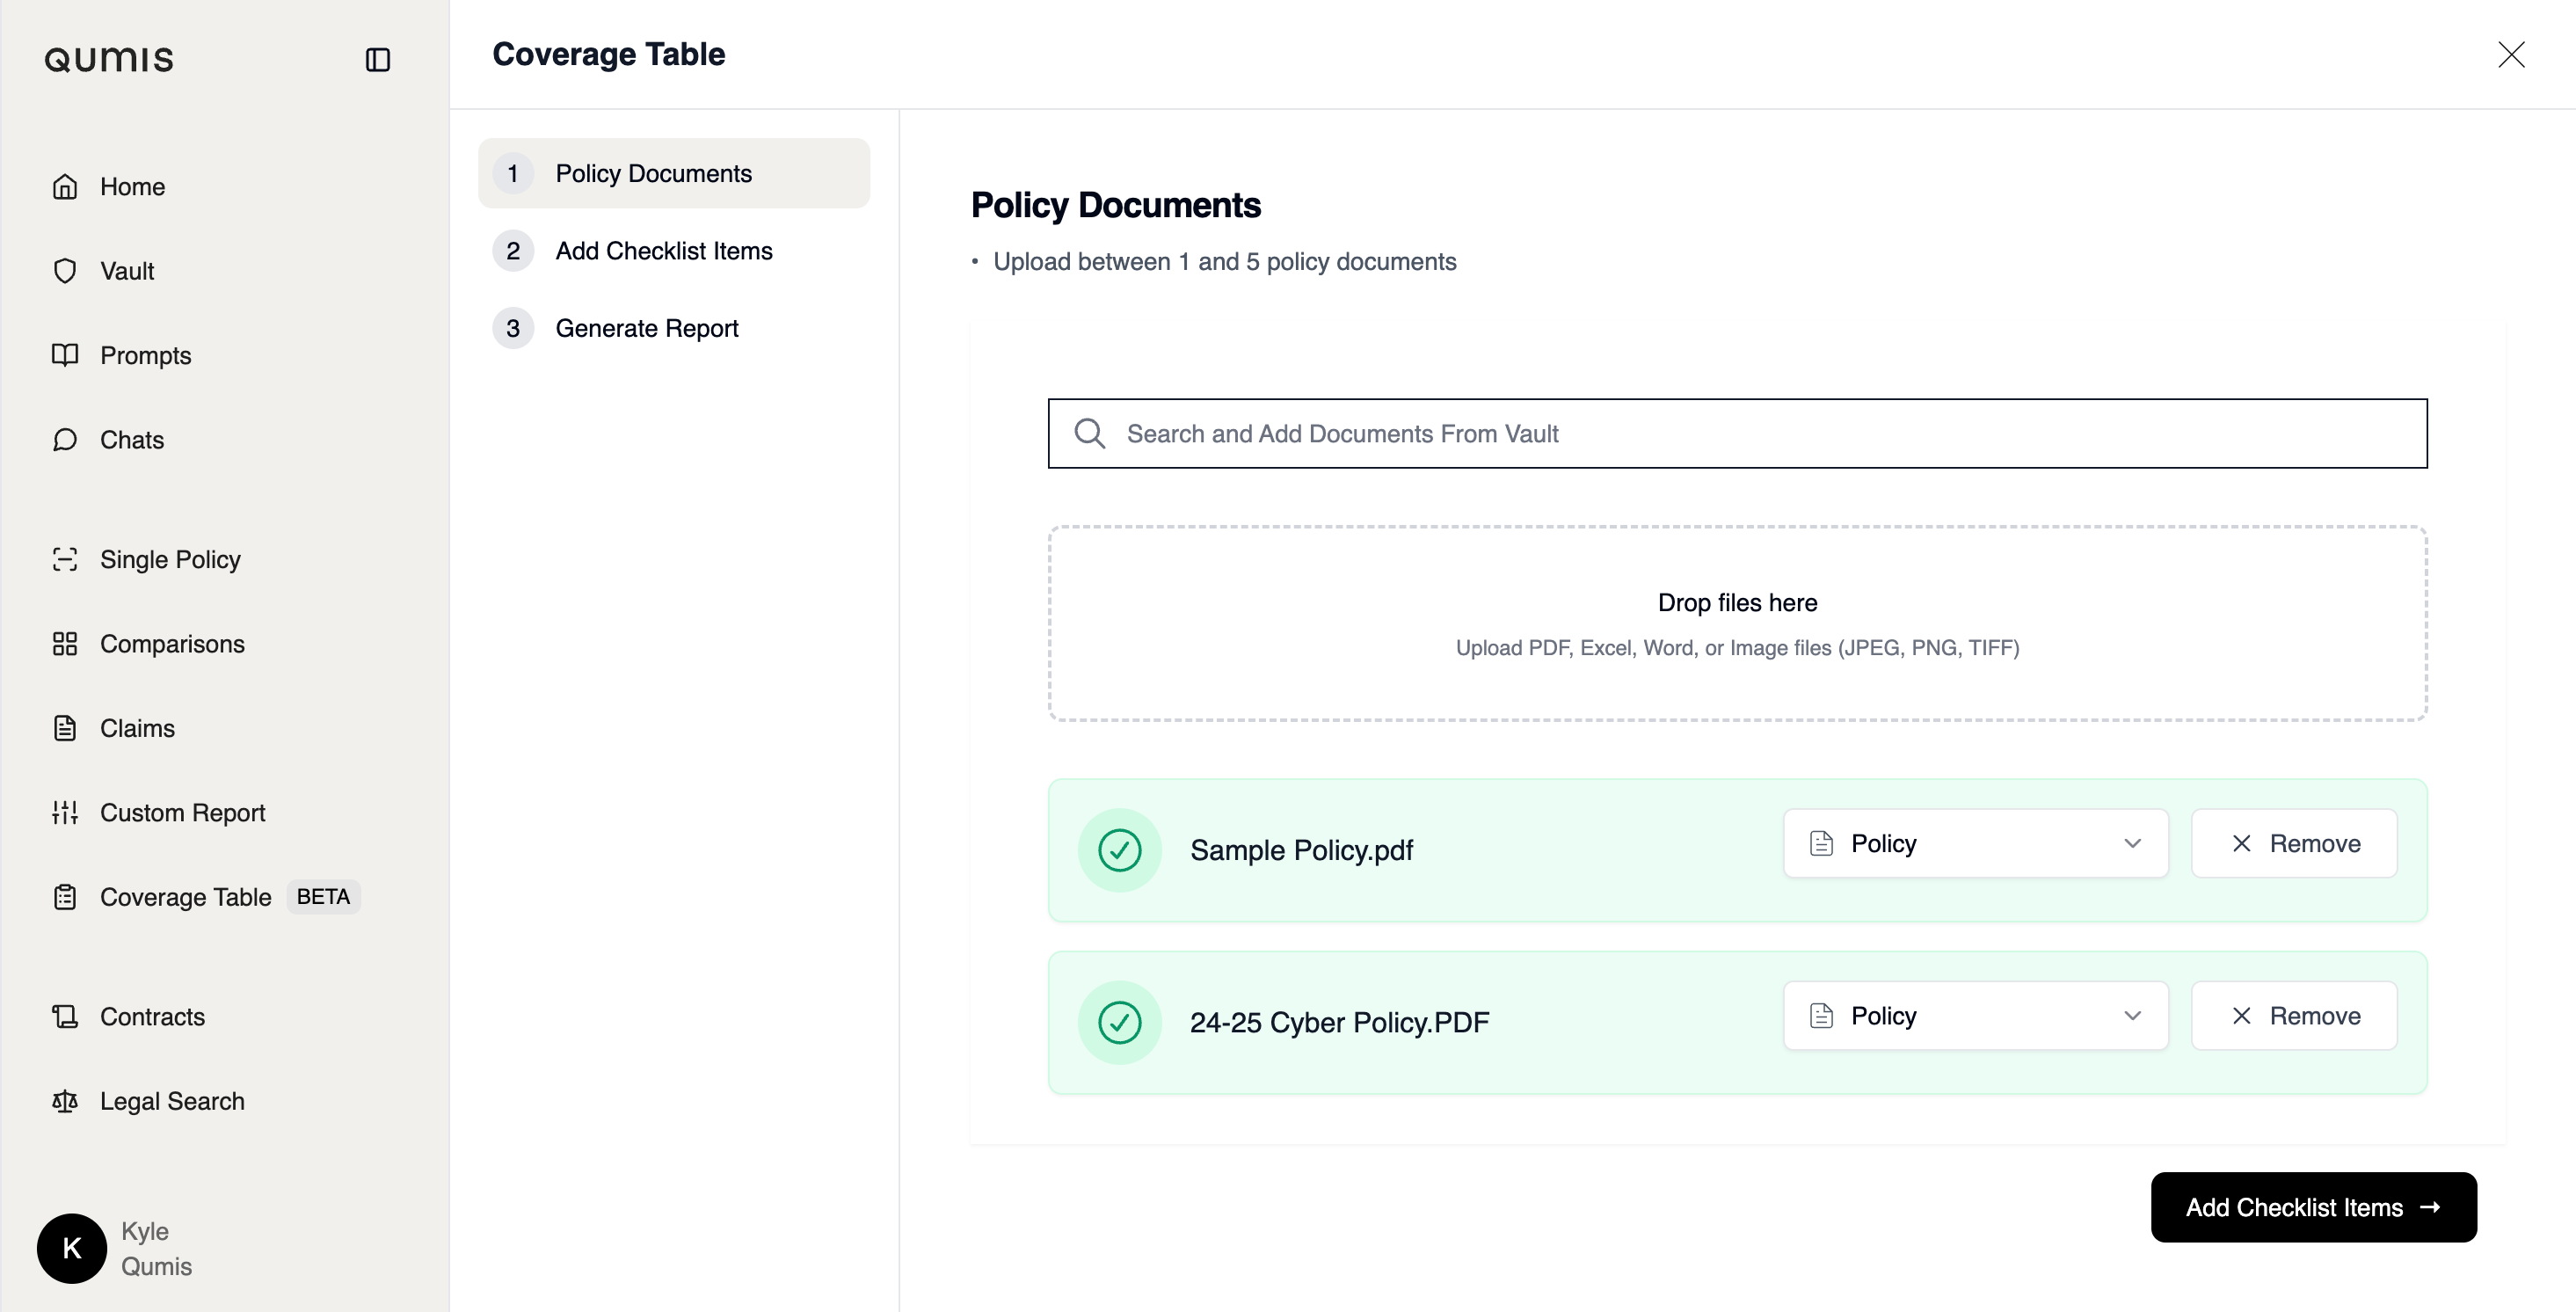 QUMIS
Home
Vault
Prompts
Chats
Single Policy
Comparisons
Claims
Custom Report
Coverage Table BETA
Contracts
Legal Search
K
Kyle
Qumis
Coverage Table
1 Policy Documents
2 Add Checklist Items
3 Generate Report
Policy Documents
• Upload between 1 and 5 policy documents
Search and Add Documents From Vault
Drop files here
Upload PDF, Excel, Word, or Image files (JPEG, PNG, TIFF)
Sample Policy.pdf Policy Remove
24-25 Cyber Policy.PDF Policy Remove
Add Checklist Items →